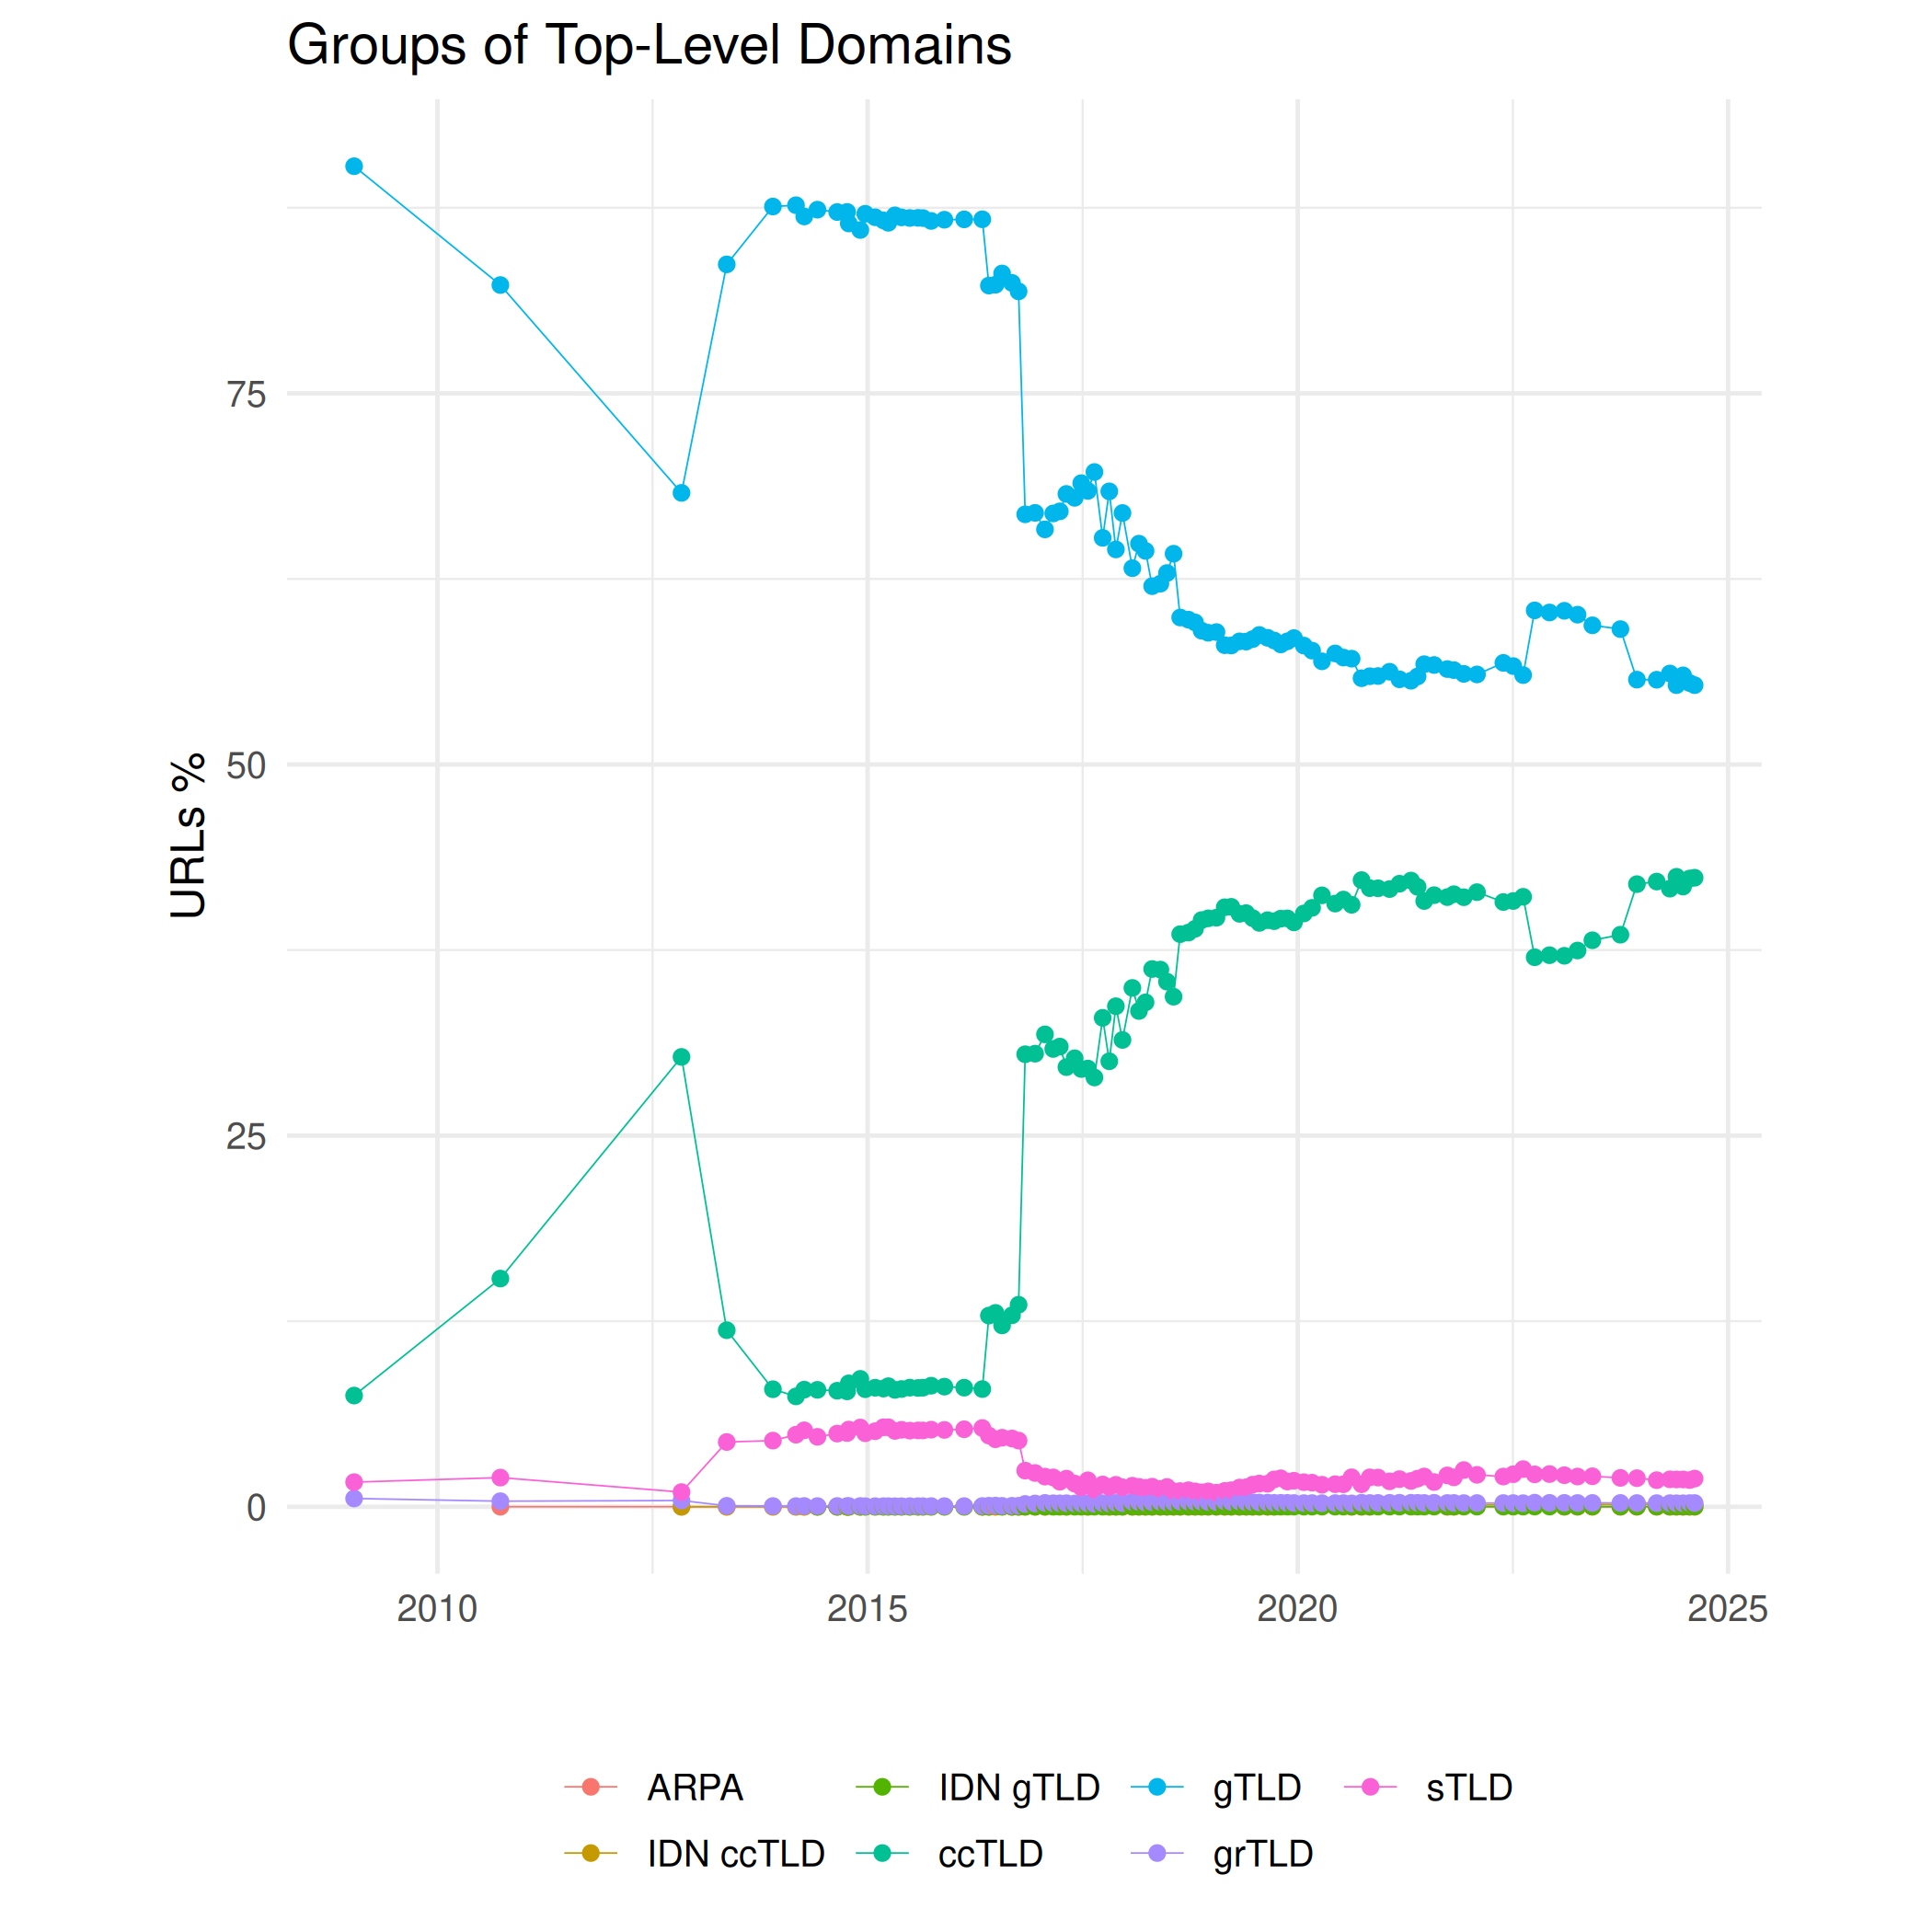 Groups of Top-Level Domains
URLs %
75
50
25
0
2010 2015 2020 2025
ARPA IDN gTLD gTLD sTLD
IDN ccTLD ccTLD grTLD